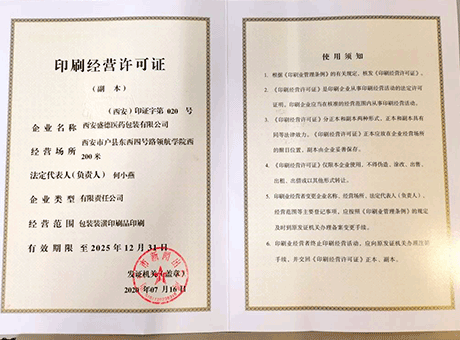 印刷经营许可证
（副 本）
（西安）印证字第 020 号
企业名称 西安盛德医药包装有限公司
经营场所 西安市户县东西四号路领航学院西
200 米
法定代表人（负责人） 何小燕
企业类型 有限责任公司
经营范围 包装装潢印刷品印刷
有效期限 至 2025 年 12 月 31 日
发证机关（盖章）
2020 年 07 月 16 日
使用须知
1. 根据《印刷业管理条例》的有关规定，核发《印刷经营许可证》。
2. 《印刷经营许可证》是印刷企业从事印刷经营活动的法定许可
证明，印刷企业应当在核准的经营范围内从事印刷经营活动。
3. 《印刷经营许可证》分正本和副本两种形式，正本和副本具有
同等法律效力。《印刷经营许可证》正本应放在企业经营场所
的醒目位置，副本由企业妥善保存。
4. 《印刷经营许可证》仅限本企业使用，不得伪造、涂改、出售、
出租、出借或以其他形式转让。
5. 印刷业经营者变更企业名称、经营场所、法定代表人（负责人）、
经营范围等主要登记事项，应按照《印刷业管理条例》的规定
及时到原发证机关办理备案变更手续。
6. 印刷业经营者终止印刷经营活动，应向原发证机关办理注销
手续，并交回《印刷经营许可证》正本、副本。